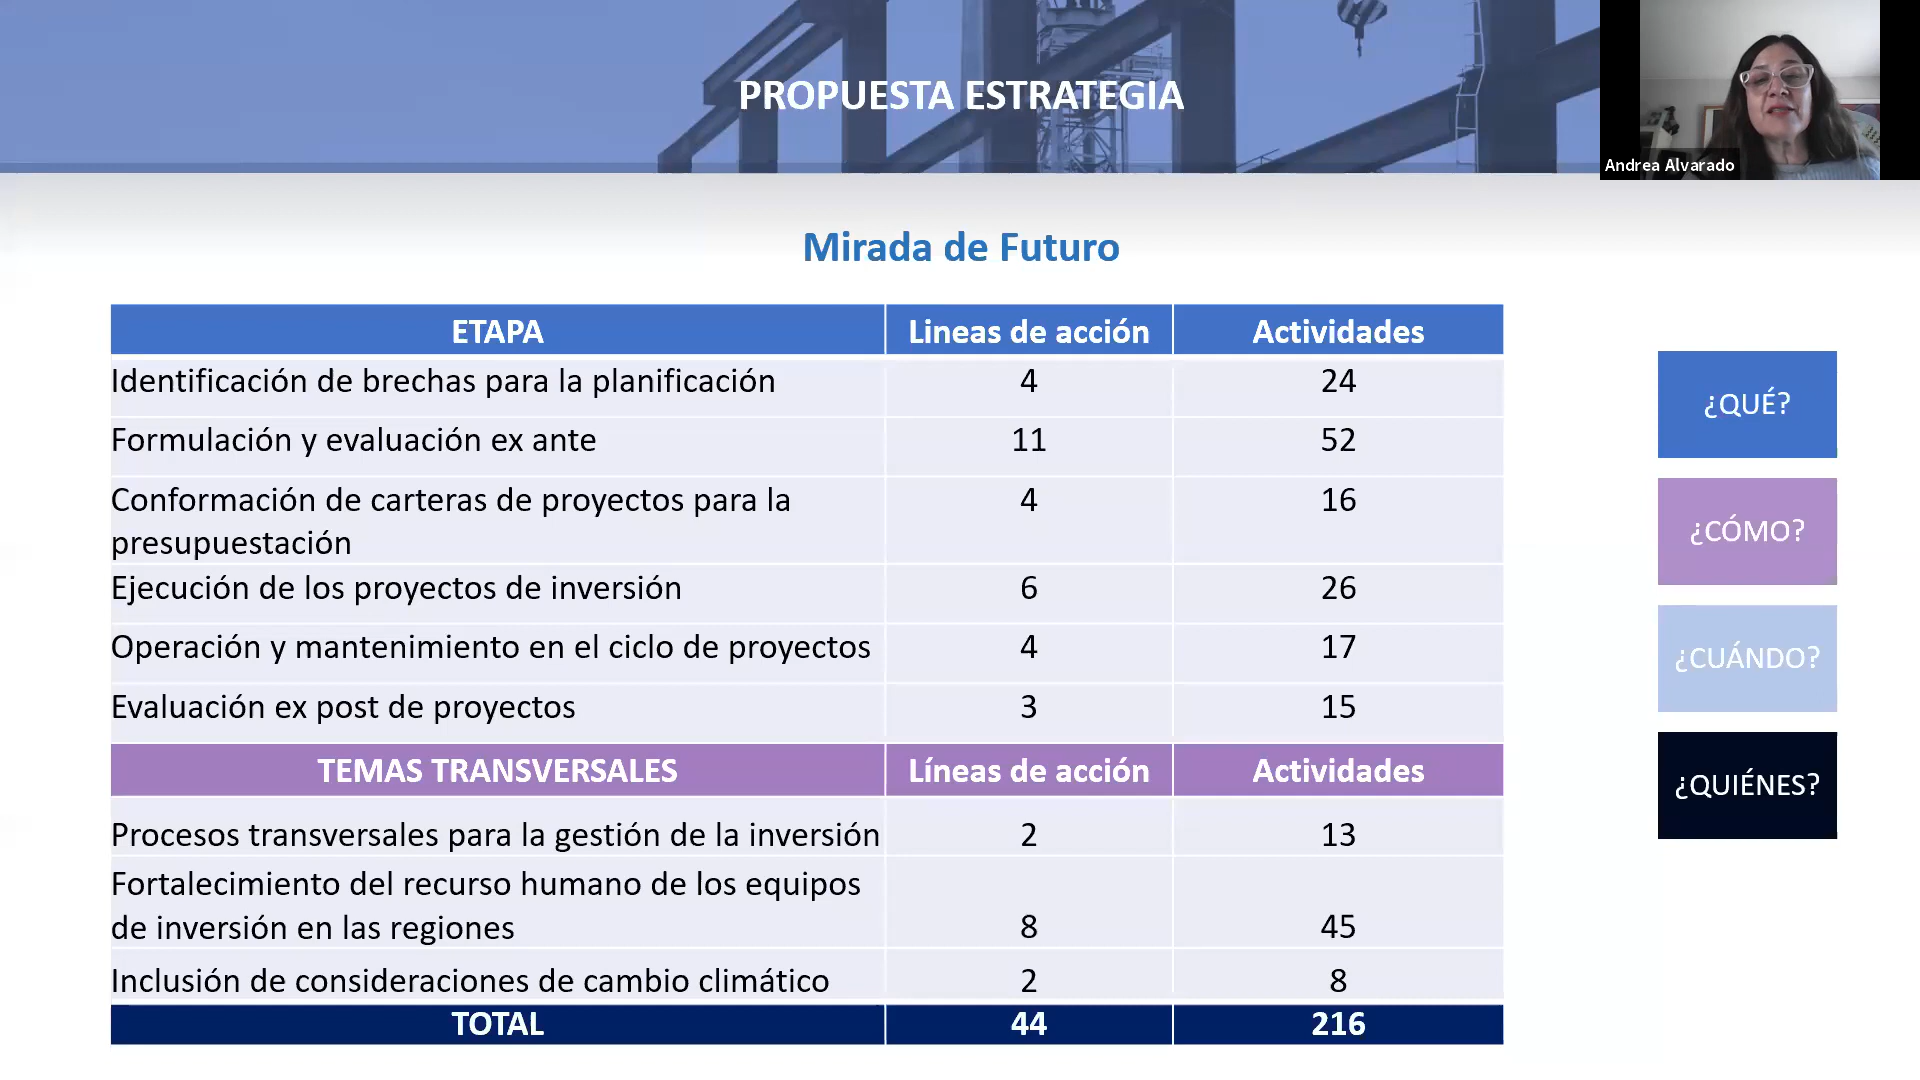 PROPUESTA ESTRATEGIA
Andrea Alvarado
Mirada de Futuro
ETAPA Lineas de acción Actividades
Identificación de brechas para la planificación 4 24
Formulación y evaluación ex ante 11 52
Conformación de carteras de proyectos para la 4 16
presupuestación
Ejecución de los proyectos de inversión 6 26
Operación y mantenimiento en el ciclo de proyectos 4 17
Evaluación ex post de proyectos 3 15
TEMAS TRANSVERSALES Líneas de acción Actividades
Procesos transversales para la gestión de la inversión 2 13
Fortalecimiento del recurso humano de los equipos
de inversión en las regiones 8 45
Inclusión de consideraciones de cambio climático 2 8
TOTAL 44 216
¿QUÉ?
¿CÓMO?
¿CUÁNDO?
¿QUIÉNES?